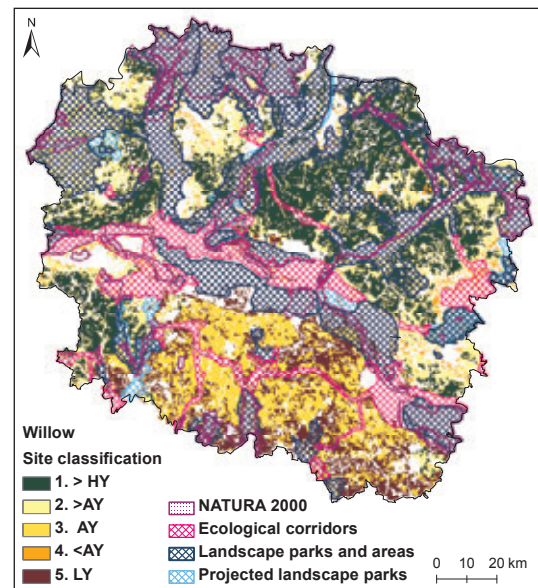 N
Willow
Site classification
1. > HY
2. >AY
3. AY
4. <AY
5. LY
NATURA 2000
Ecological corridors
Landscape parks and areas
Projected landscape parks
0 10 20 km